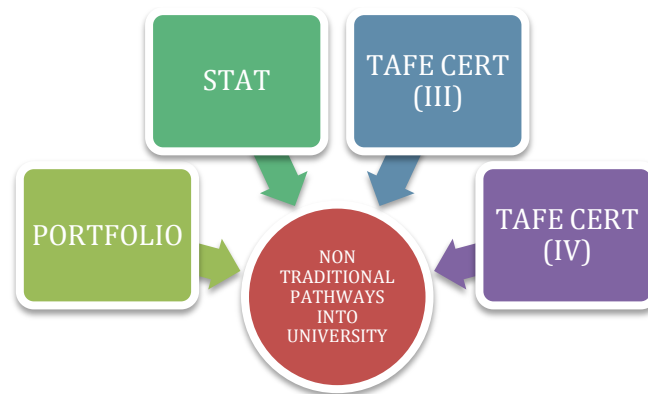 PORTFOLIO
STAT
TAFE CERT
(III)
TAFE CERT
(IV)
NON
TRADITIONAL
PATHWAYS
INTO
UNIVERSITY